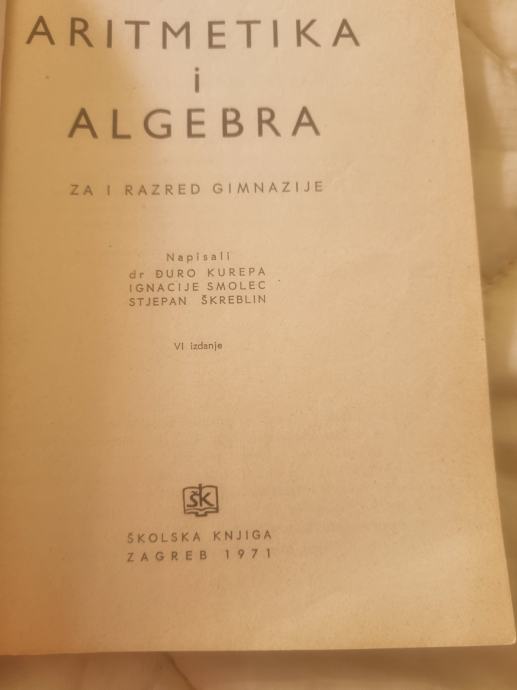 ARITMETIKA
i
ALGEBRA
ZA I RAZRED GIMNAZIJE
Napisali
dr ĐURO KUREPA
IGNACIJE SMOLEC
STJEPAN ŠKREBLIN
VI izdanje
ŠK
ŠKOLSKA KNJIGA
ZAGREB 1971